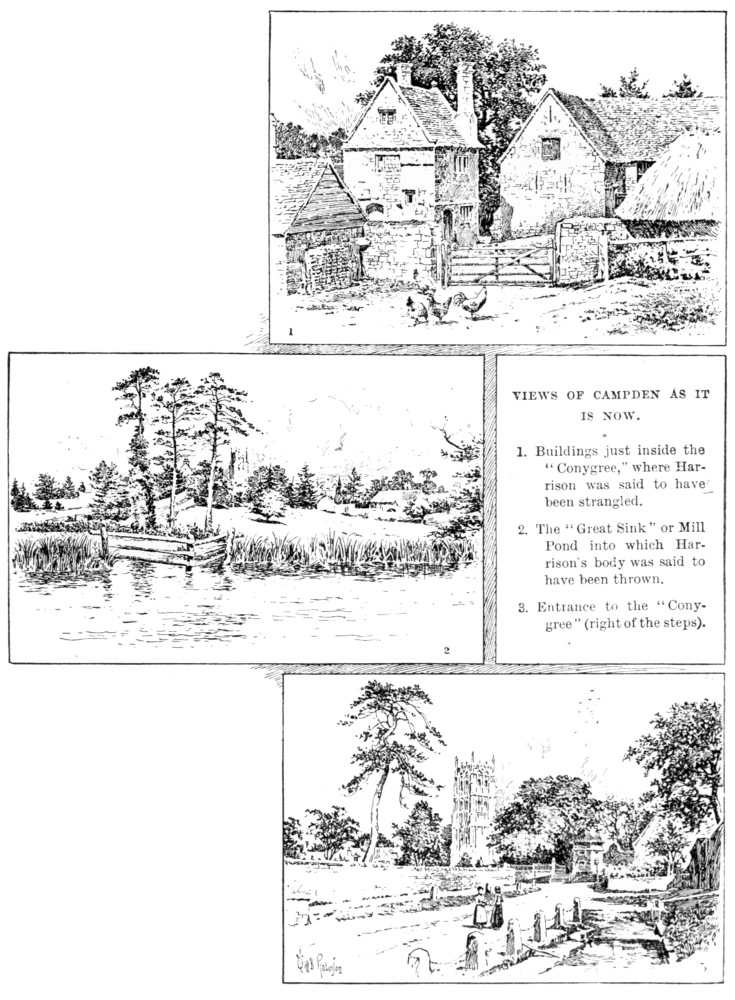 1
VIEWS OF CAMPDEN AS IT
IS NOW.
1. Buildings just inside the
"Conygree," where Har-
rison was said to have
been strangled.
2. The "Great Sink" or Mill
Pond into which Har-
rison's body was said to
have been thrown.
3. Entrance to the "Cony-
gree" (right of the steps).
2